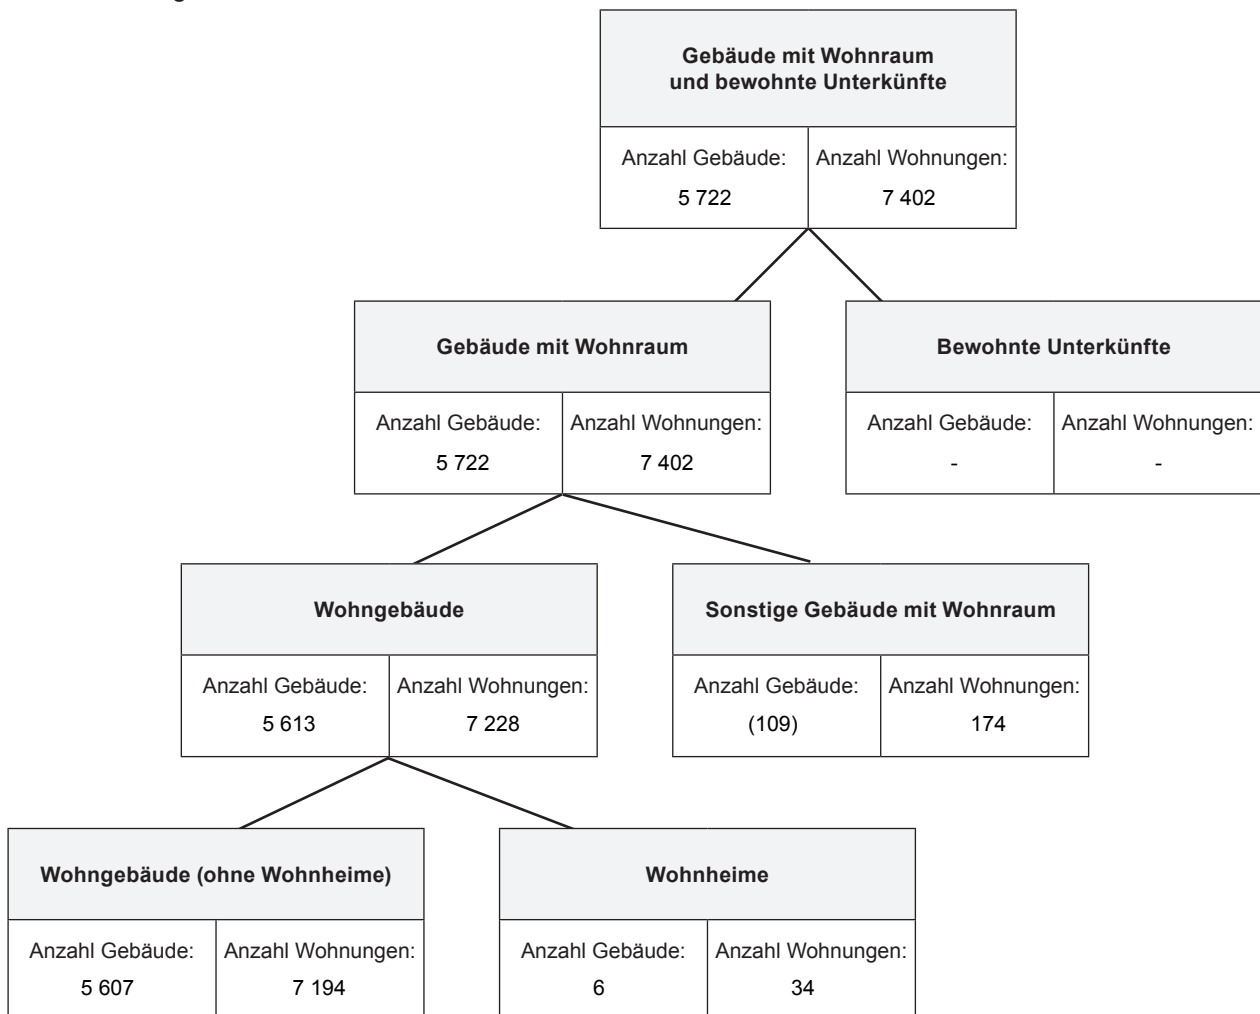 Gebäude mit Wohnraum
und bewohnte Unterkünfte
Anzahl Gebäude: Anzahl Wohnungen:
5 722 7 402
Gebäude mit Wohnraum
Anzahl Gebäude: Anzahl Wohnungen:
5 722 7 402
Bewohnte Unterkünfte
Anzahl Gebäude: Anzahl Wohnungen:
- -
Wohngebäude
Anzahl Gebäude: Anzahl Wohnungen:
5 613 7 228
Sonstige Gebäude mit Wohnraum
Anzahl Gebäude: Anzahl Wohnungen:
(109) 174
Wohngebäude (ohne Wohnheime)
Anzahl Gebäude: Anzahl Wohnungen:
5 607 7 194
Wohnheime
Anzahl Gebäude: Anzahl Wohnungen:
6 34